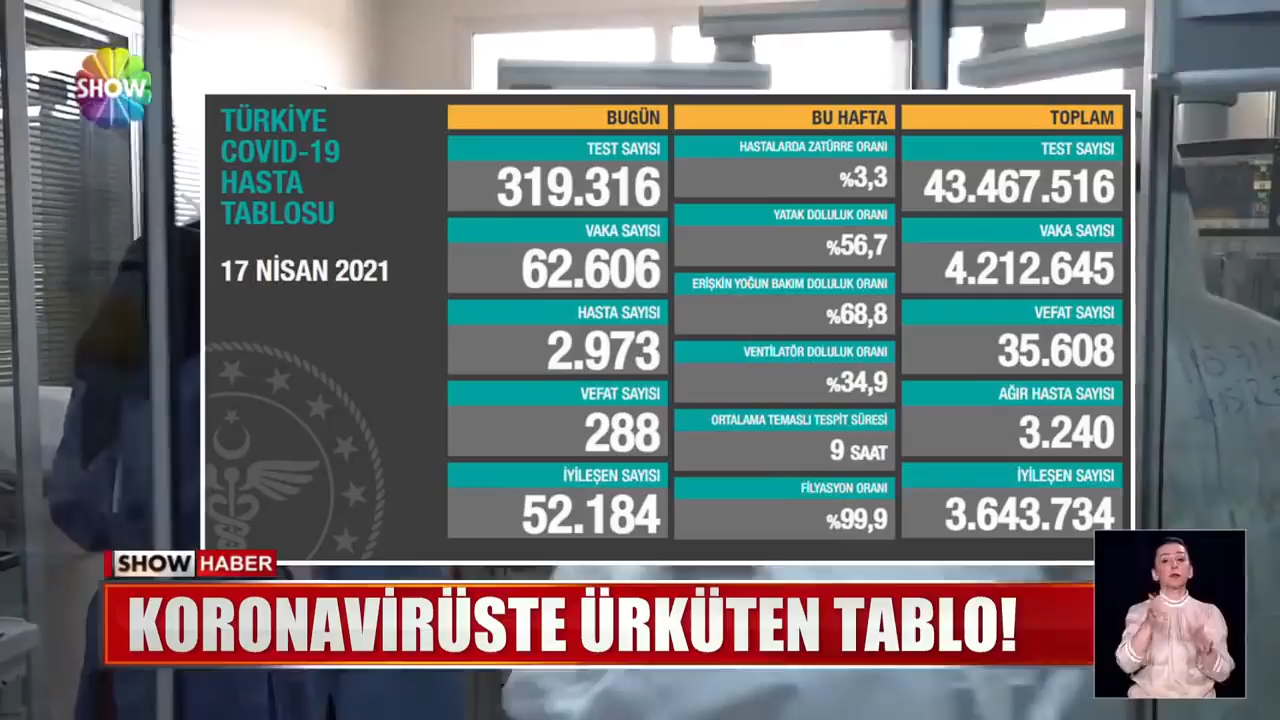 SHOW
TÜRKİYE
COVID-19
HASTA
TABLOSU
17 NİSAN 2021
BUGÜN
TEST SAYISI
319.316
VAKA SAYISI
62.606
HASTA SAYISI
2.973
VEFAT SAYISI
288
İYİLEŞEN SAYISI
52.184
BU HAFTA
HASTALARDA ZATÜRRE ORANI
%3,3
YATAK DOLULUK ORANI
%56,7
ERİŞKİN YOĞUN BAKIM DOLULUK ORANI
%68,8
VENTİLATÖR DOLULUK ORANI
%34,9
ORTALAMA TEMASLI TESPİT SÜRESİ
9 SAAT
FİLYASYON ORANI
%99,9
TOPLAM
TEST SAYISI
43.467.516
VAKA SAYISI
4.212.645
VEFAT SAYISI
35.608
AĞIR HASTA SAYISI
3.240
İYİLEŞEN SAYISI
3.643.734
SHOW HABER
KORONAVİRÜSTE ÜRKÜTEN TABLO!